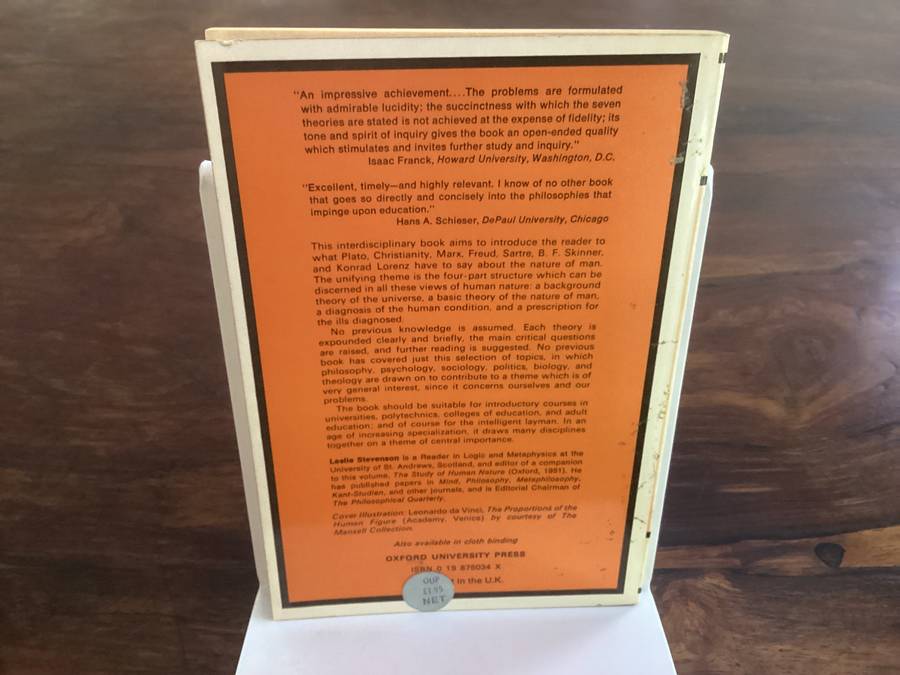 "An impressive achievement....The problems are formulated
with admirable lucidity; the succinctness with which the seven
theories are stated is not achieved at the expense of fidelity; its
tone and spirit of inquiry gives the book an open-ended quality
which stimulates and invites further study and inquiry."
Isaac Franck, Howard University, Washington, D.C.
"Excellent, timely—and highly relevant. I know of no other book
that goes so directly and concisely into the philosophies that
impinge upon education."
Hans A. Schieser, DePaul University, Chicago
This interdisciplinary book aims to introduce the reader to
what Plato, Christianity, Marx, Freud, Sartre, B. F. Skinner,
and Konrad Lorenz have to say about the nature of man.
The unifying theme is the four-part structure which can be
discerned in all these views of human nature: a background
theory of the universe, a basic theory of the nature of man,
a diagnosis of the human condition, and a prescription for
the ills diagnosed.
No previous knowledge is assumed. Each theory is
expounded clearly and briefly, the main critical questions
are raised, and further reading is suggested. No previous
book has covered just this selection of topics, in which
philosophy, psychology, sociology, politics, biology, and
theology are drawn on to contribute to a theme which is of
very general interest, since it concerns ourselves and our
problems.
The book should be suitable for introductory courses in
universities, polytechnics, colleges of education, and adult
education; and of course for the intelligent layman. In an
age of increasing specialization, it draws many disciplines
together on a theme of central importance.
Leslie Stevenson is a Reader in Logic and Metaphysics at the
University of St. Andrews, Scotland, and editor of a companion
to this volume, The Study of Human Nature (Oxford, 1981). He
has published papers in Mind, Philosophy, Metaphilosophy,
Kant-Studien, and other journals, and is Editorial Chairman of
The Philosophical Quarterly.
Cover Illustration: Leonardo da Vinci, The Proportions of the
Human Figure (Academy, Venice) by courtesy of The
Mansell Collection.
Also available in cloth binding
OXFORD UNIVERSITY PRESS
ISBN 0 19 875034 X
in the U.K.
OUP
NET